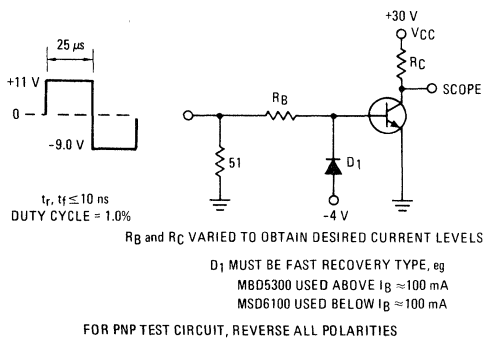 +30 V
VCC
25 μs
RC
+11 V
SCOPE
RB
0
-9.0 V
51
D1
tr, tf ≤ 10 ns
DUTY CYCLE = 1.0%
-4 V
RB and RC VARIED TO OBTAIN DESIRED CURRENT LEVELS
D1 MUST BE FAST RECOVERY TYPE, eg
MBD5300 USED ABOVE IB ≈ 100 mA
MSD6100 USED BELOW IB ≈ 100 mA
FOR PNP TEST CIRCUIT, REVERSE ALL POLARITIES